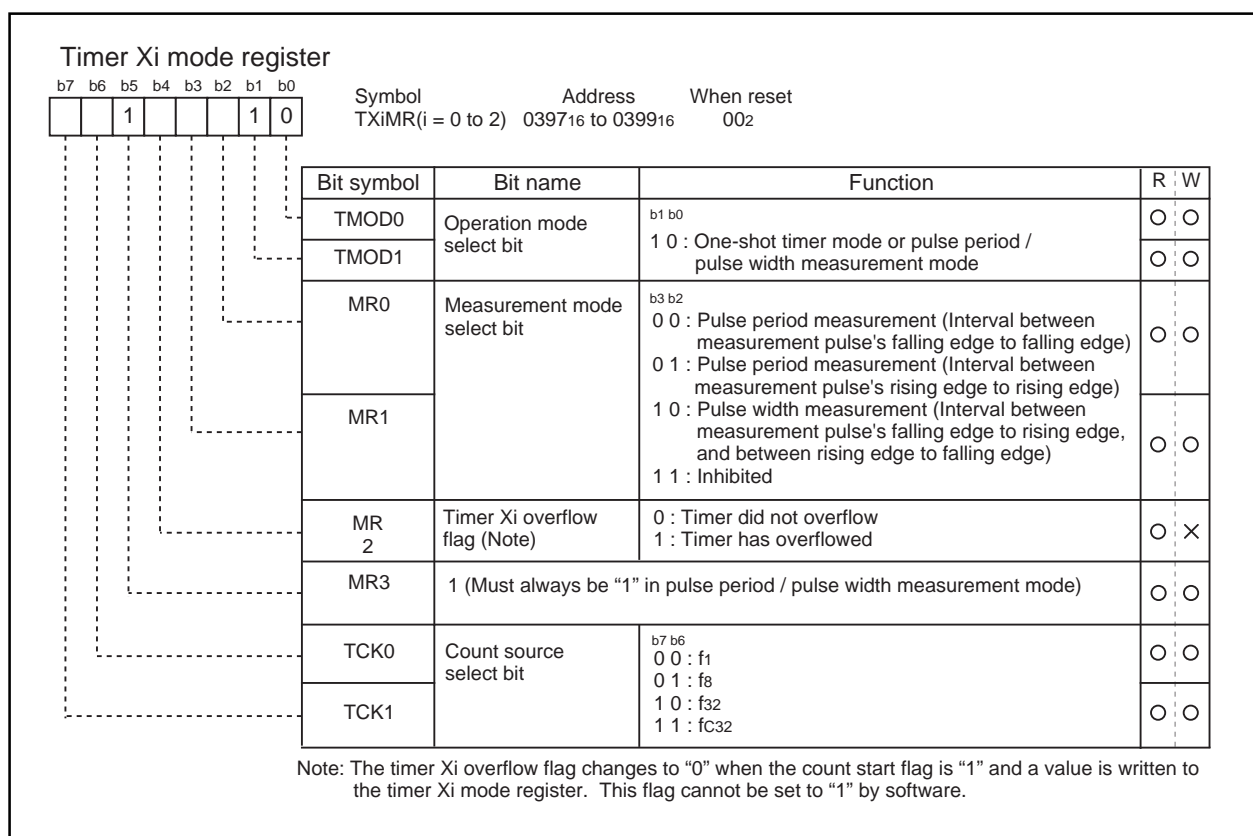 Timer Xi mode register
b7 b6 b5 b4 b3 b2 b1 b0
1 1 0
Symbol Address When reset
TXiMR(i = 0 to 2) 039716 to 039916 002
Bit symbol Bit name Function R W
TMOD0 Operation mode select bit b1 b0
1 0 : One-shot timer mode or pulse period /
pulse width measurement mode
TMOD1
MR0 Measurement mode select bit b3 b2
0 0 : Pulse period measurement (Interval between
measurement pulse's falling edge to falling edge)
0 1 : Pulse period measurement (Interval between
measurement pulse's rising edge to rising edge)
MR1 1 0 : Pulse width measurement (Interval between
measurement pulse's falling edge to rising edge,
and between rising edge to falling edge)
1 1 : Inhibited
MR
2
Timer Xi overflow
flag (Note)
0 : Timer did not overflow
1 : Timer has overflowed
MR3 1 (Must always be “1” in pulse period / pulse width measurement mode)
TCK0 Count source
select bit
b7 b6
0 0 : f1
0 1 : f8
TCK1 1 0 : f32
1 1 : fC32
Note: The timer Xi overflow flag changes to “0” when the count start flag is “1” and a value is written to
the timer Xi mode register. This flag cannot be set to “1” by software.